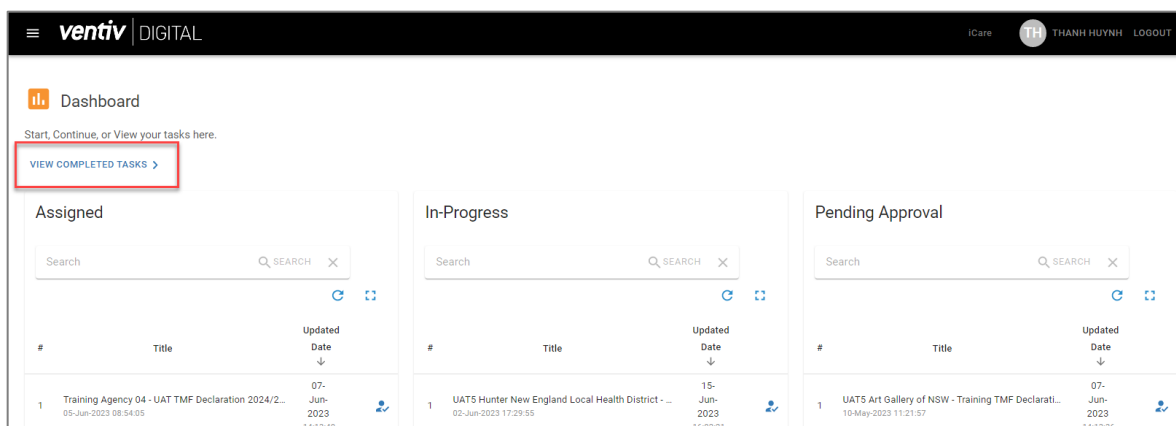 ventiv DIGITAL
iCare TH THANH HUYNH LOGOUT
Dashboard
Start, Continue, or View your tasks here.
VIEW COMPLETED TASKS
Assigned
Search SEARCH
# Title Updated Date
1 Training Agency 04 - UAT TMF Declaration 2024/2... 07-Jun-2023
05-Jun-2023 08:54:05
In-Progress
Search SEARCH
# Title Updated Date
1 UAT5 Hunter New England Local Health District - ... 15-Jun-2023
02-Jun-2023 17:29:55
Pending Approval
Search SEARCH
# Title Updated Date
1 UAT5 Art Gallery of NSW - Training TMF Declarati... 07-Jun-2023
10-May-2023 11:21:57